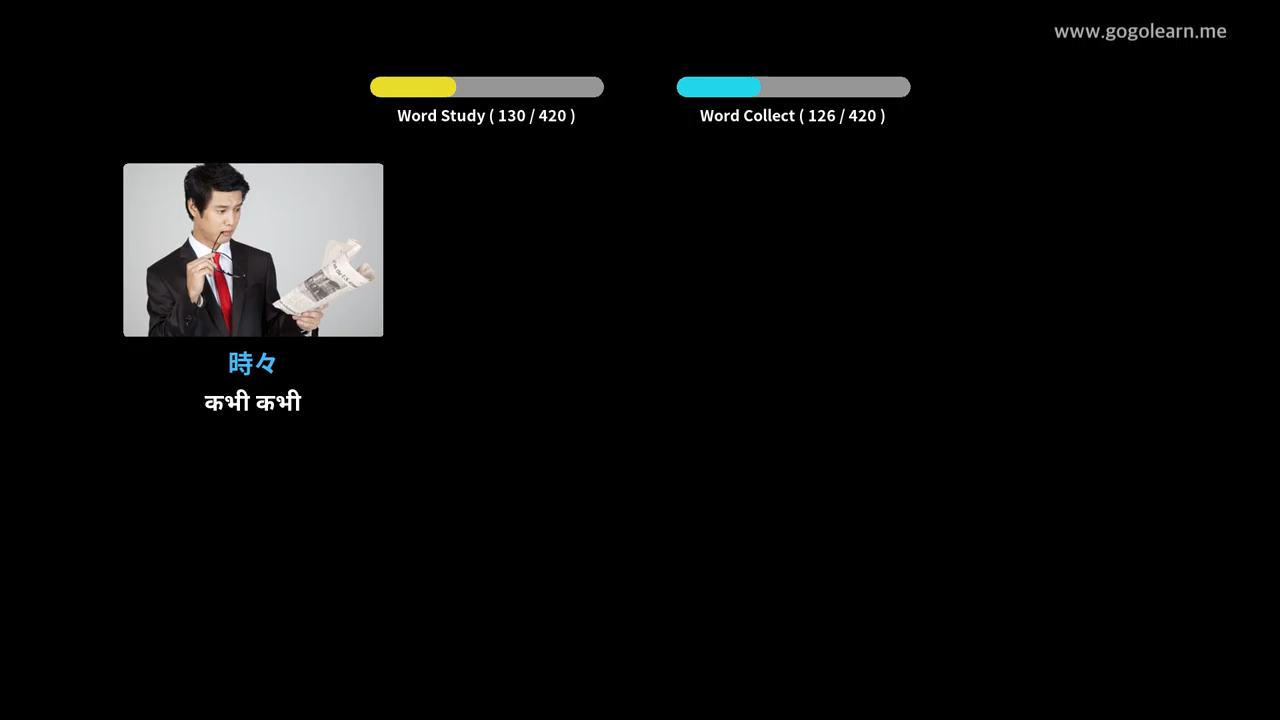 www.gogolearn.me
Word Study ( 130 / 420 )
Word Collect ( 126 / 420 )
時々
कभी कभी